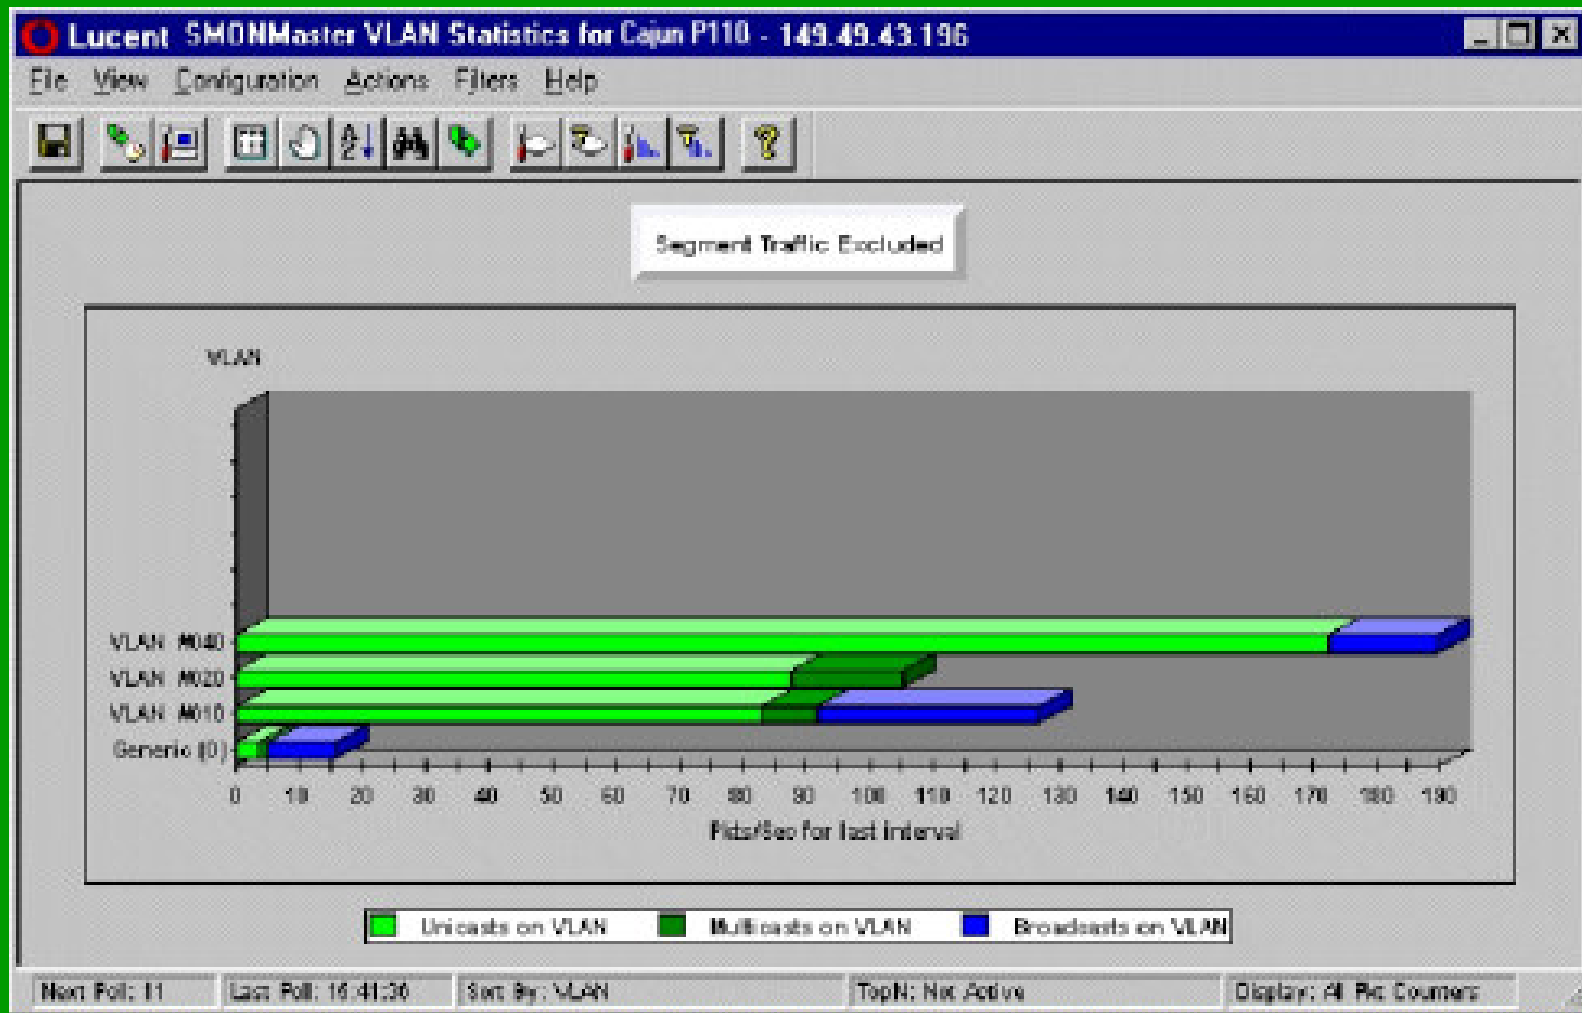 Lucent SMONMaster VLAN Statistics for Cajun P110 - 149.49.43.196
File View Configuration Actions Filters Help
Segment Traffic Excluded
VLAN
VLAN #040
VLAN #020
VLAN #010
Generic (0)
0 10 20 30 40 50 60 70 80 90 100 110 120 130 140 150 160 170 180 190
Pkts/Sec for last interval
Unicasts on VLAN Multicasts on VLAN Broadcasts on VLAN
Next Poll: 11 Last Poll: Sort By: VLAN TopN: Not Active Display: All Pkt Counters